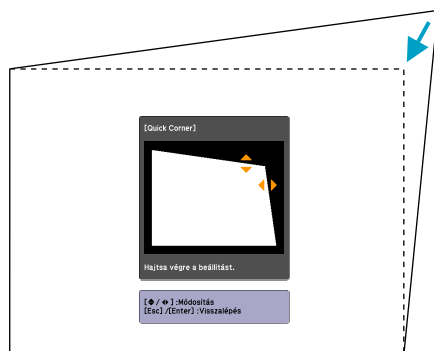 [Quick Corner]
Hajtsa végre a beállítást.
[ / ] :Módosítás
[Esc] /[Enter] :Visszalépés